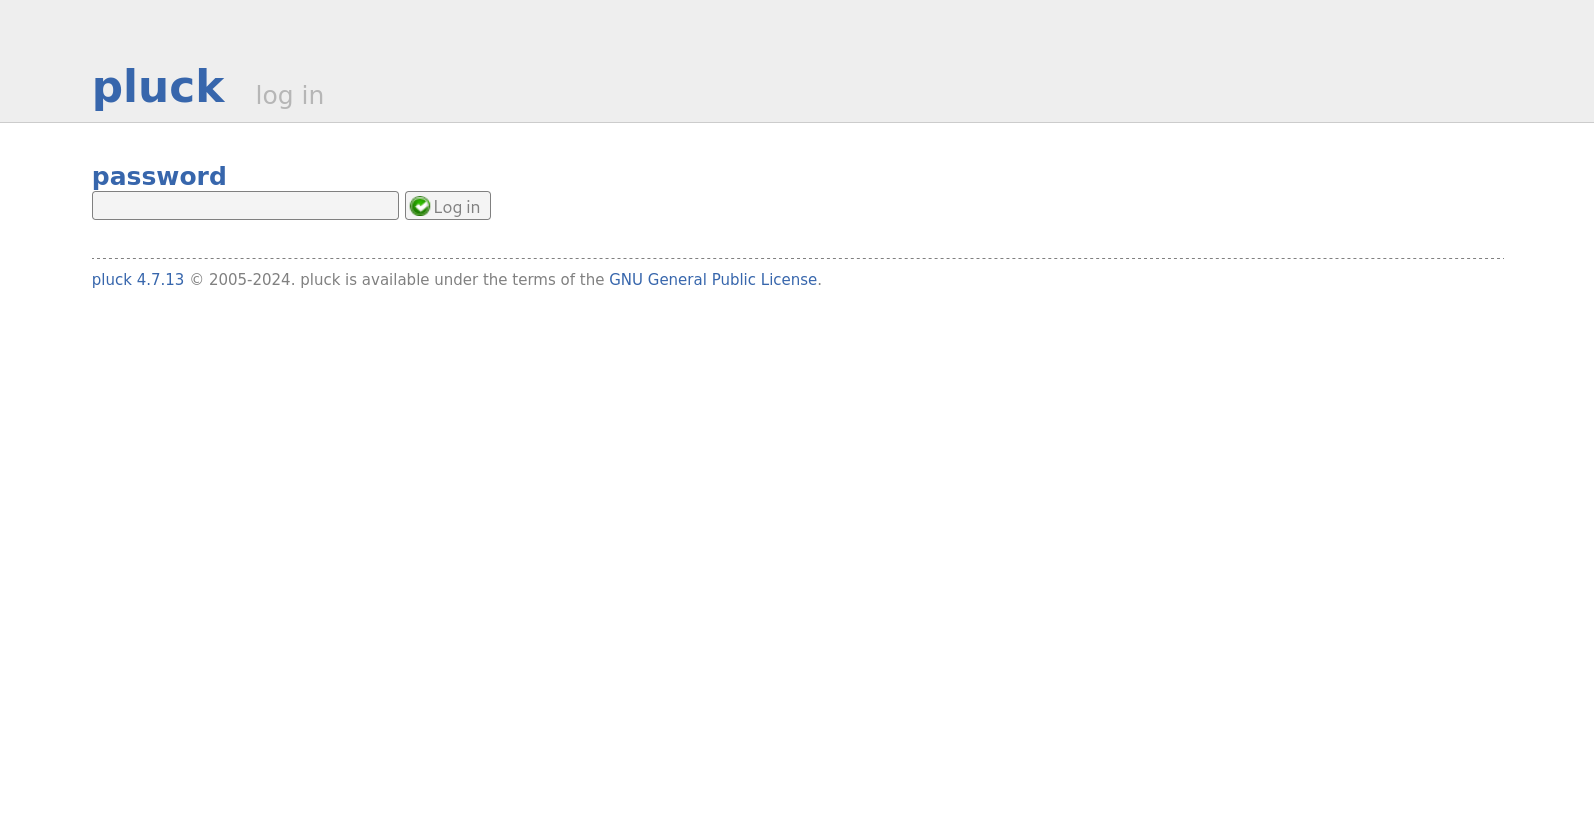 pluck log in
password
Log in
pluck 4.7.13 © 2005-2024. pluck is available under the terms of the GNU General Public License.